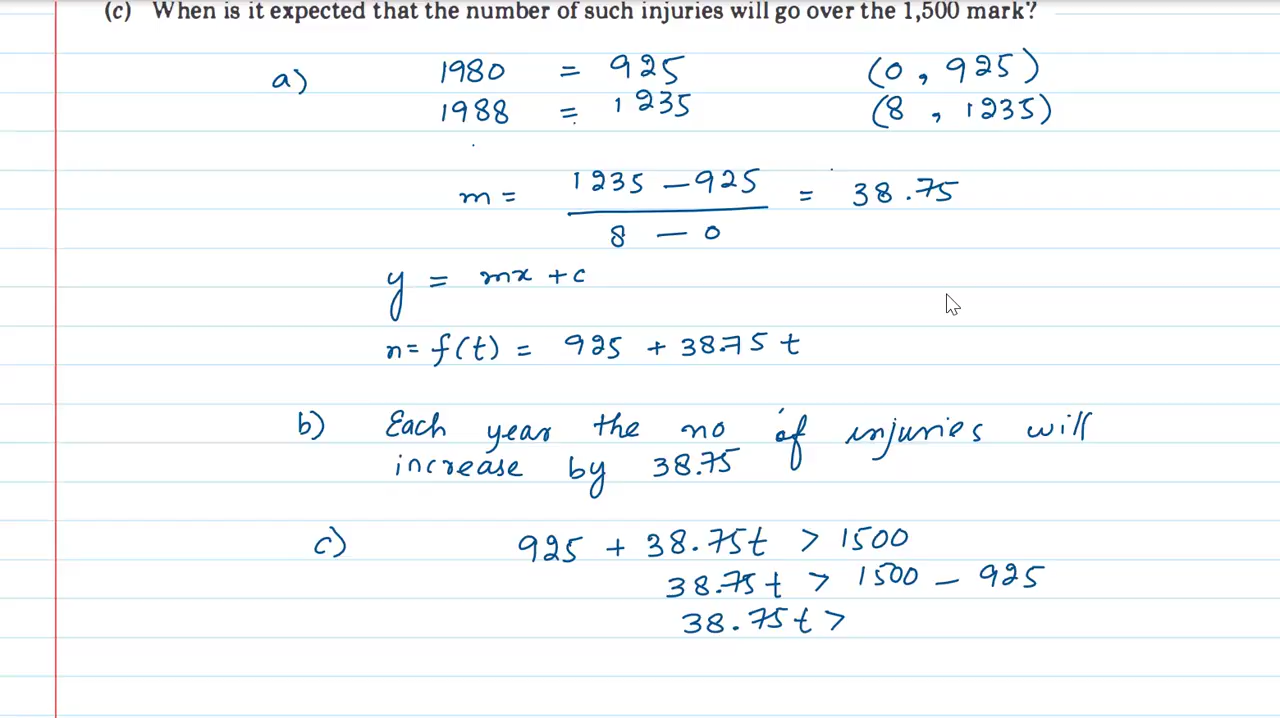 (c) When is it expected that the number of such injuries will go over the 1,500 mark?
a) 1980 = 925 (0, 925)
1988 = 1235 (8, 1235)
m = 1235 - 925 / 8 - 0 = 38.75
y = mx + c
n = f(t) = 925 + 38.75 t
b) Each year the no of injuries will
increase by 38.75
c) 925 + 38.75t > 1500
38.75t > 1500 - 925
38.75t >